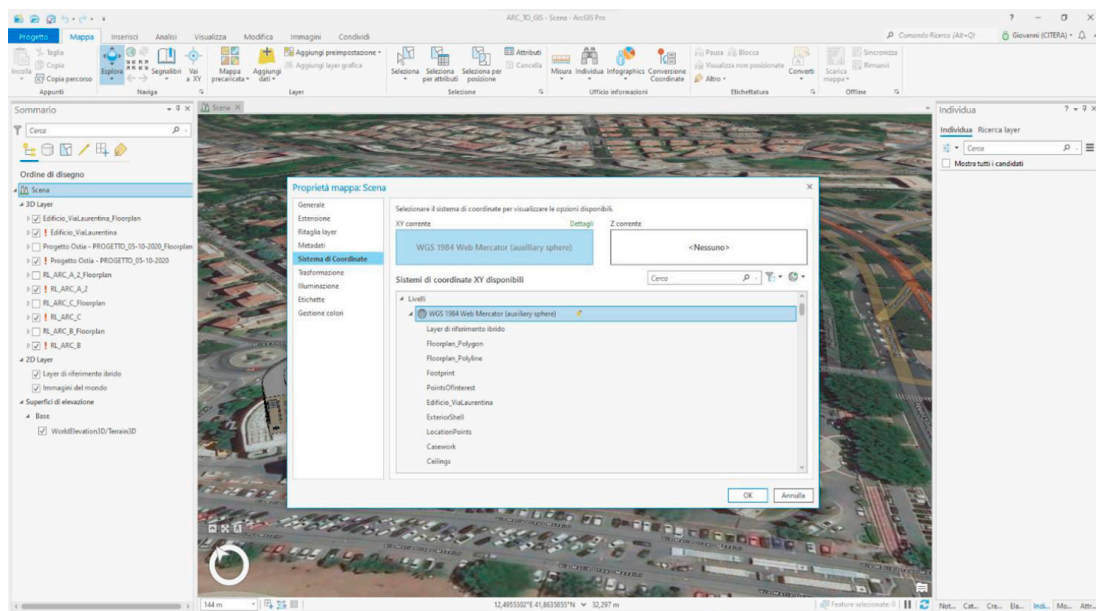 ARC_TO_GIS - Scena - ArcGIS Pro
Progetto Mappa Inserisci Analisi Visualizza Modifica Immagini Condividi
Comando Ricerca (Alt+Q)
Giovanni (CITERA)
Incolla
Taglia
Copia
Copia percorso
Appunti
Esplora
Segnalibri
Vai a XY
Naviga
Mappa precaricata
Aggiungi dati
Aggiungi preimpostazione
Aggiungi layer grafica
Layer
Seleziona
Seleziona per attributi
Seleziona per posizione
Attributi
Cancella
Selezione
Misura
Individua
Infographics
Conversione Coordinate
Ufficio informazioni
Pausa
Blocca
Visualizza non posizionate
Altro
Converti
Etichettatura
Scarica mappa
Sincronizza
Rimuovi
Offline
Sommario
Cerca
Ordine di disegno
Scena
3D Layer
Edificio_ViaLaurentina_Floorplan
! Edificio_ViaLaurentina
Progetto Ostia - PROGETTO_05-10-2020_Floorplan
! Progetto Ostia - PROGETTO_05-10-2020
RL_ARC_A_2_Floorplan
! RL_ARC_A_2
RL_ARC_C_Floorplan
! RL_ARC_C
RL_ARC_B_Floorplan
! RL_ARC_B
2D Layer
Layer di riferimento ibrido
Immagini del mondo
Superfici di elevazione
Base
WorldElevation3D/Terrain3D
Scena
Proprietà mappa: Scena
Generale
Estensione
Ritaglia layer
Metadati
Sistema di Coordinate
Trasformazione
Illuminazione
Etichette
Gestione colori
Selezionare il sistema di coordinate per visualizzare le opzioni disponibili.
XY corrente Dettagli Z corrente
WGS 1984 Web Mercator (auxiliary sphere) <Nessuno>
Sistemi di coordinate XY disponibili
Cerca
Livelli
WGS 1984 Web Mercator (auxiliary sphere)
Layer di riferimento ibrido
Floorplan_Polygon
Floorplan_Polyline
Footprint
PointsOfInterest
Edificio_ViaLaurentina
ExteriorShell
LocationPoints
Casework
Ceilings
OK Annulla
Individua
Individua Ricerca layer
Cerca
Mostra tutti i candidati
144 m
12,4955302°E 41,8635855°N 32,297 m
Feature selezionate: 0
Not... Cat... Cre... Ela... Indi... Mo... Attr...